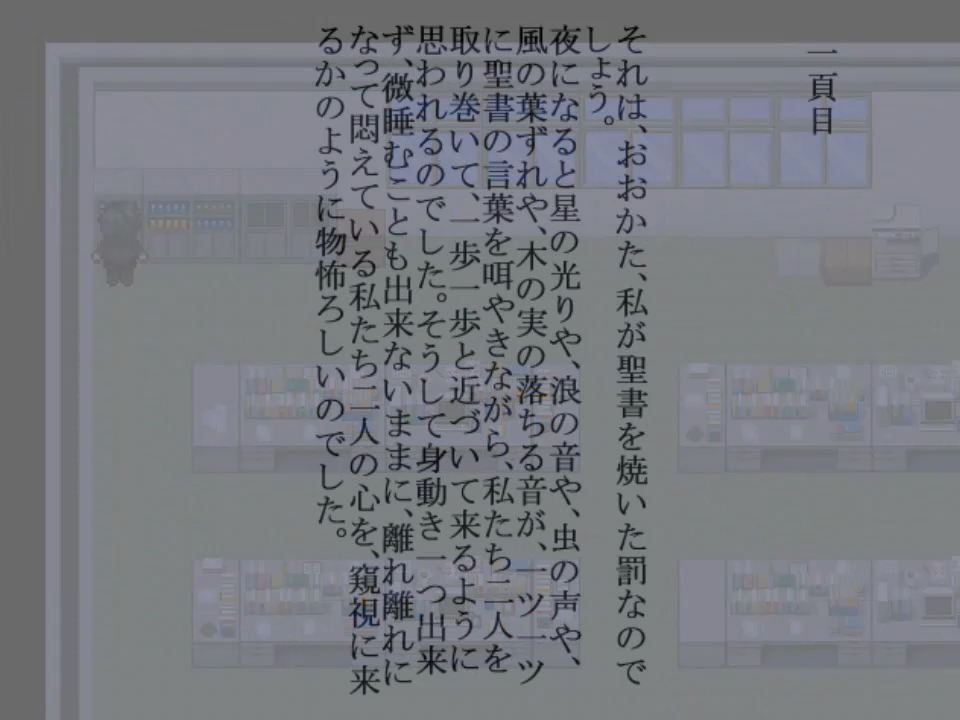 一頁目
それは、おおかた、私が聖書を焼いた罰なので
しょう。
夜になると星の光りや、浪の音や、虫の声や、
風の葉ずれや、木の実の落ちる音が、一ツ一ツ
に聖書の言葉を咡やきながら、私たち二人を
取り巻いて、一歩一歩と近づいて来るように
思われるのでした。そうして身動き一つ出来
ず、微睡むことも出来ないままに、離れ離れに
なって悶えている私たち二人の心を、窺視に来
るかのように物怖ろしいのでした。